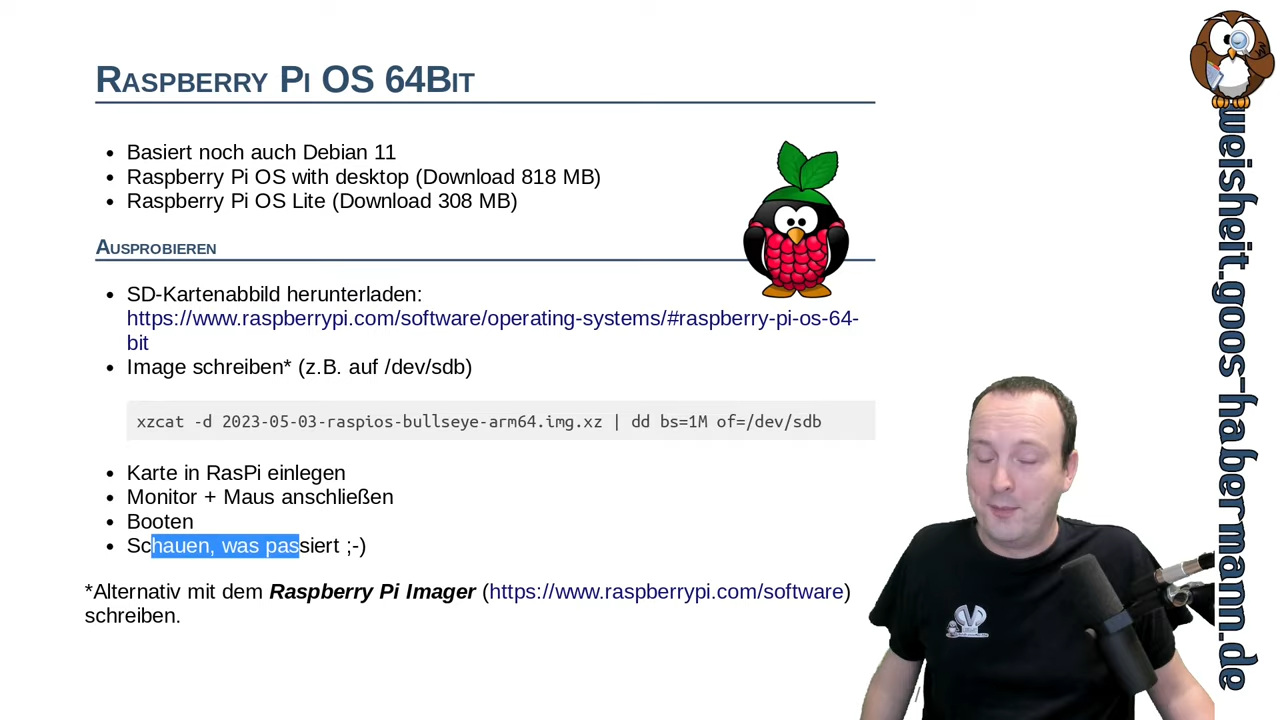 Raspberry Pi OS 64Bit
Basiert noch auch Debian 11
Raspberry Pi OS with desktop (Download 818 MB)
Raspberry Pi OS Lite (Download 308 MB)
Ausprobieren
SD-Kartenabbild herunterladen:
https://www.raspberrypi.com/software/operating-systems/#raspberry-pi-os-64-
bit
Image schreiben* (z.B. auf /dev/sdb)
xzcat -d 2023-05-03-raspios-bullseye-arm64.img.xz | dd bs=1M of=/dev/sdb
Karte in RasPi einlegen
Monitor + Maus anschließen
Booten
Schauen, was passiert ;-)
*Alternativ mit dem Raspberry Pi Imager (https://www.raspberrypi.com/software)
schreiben.
weisheit.goos-habermann.de